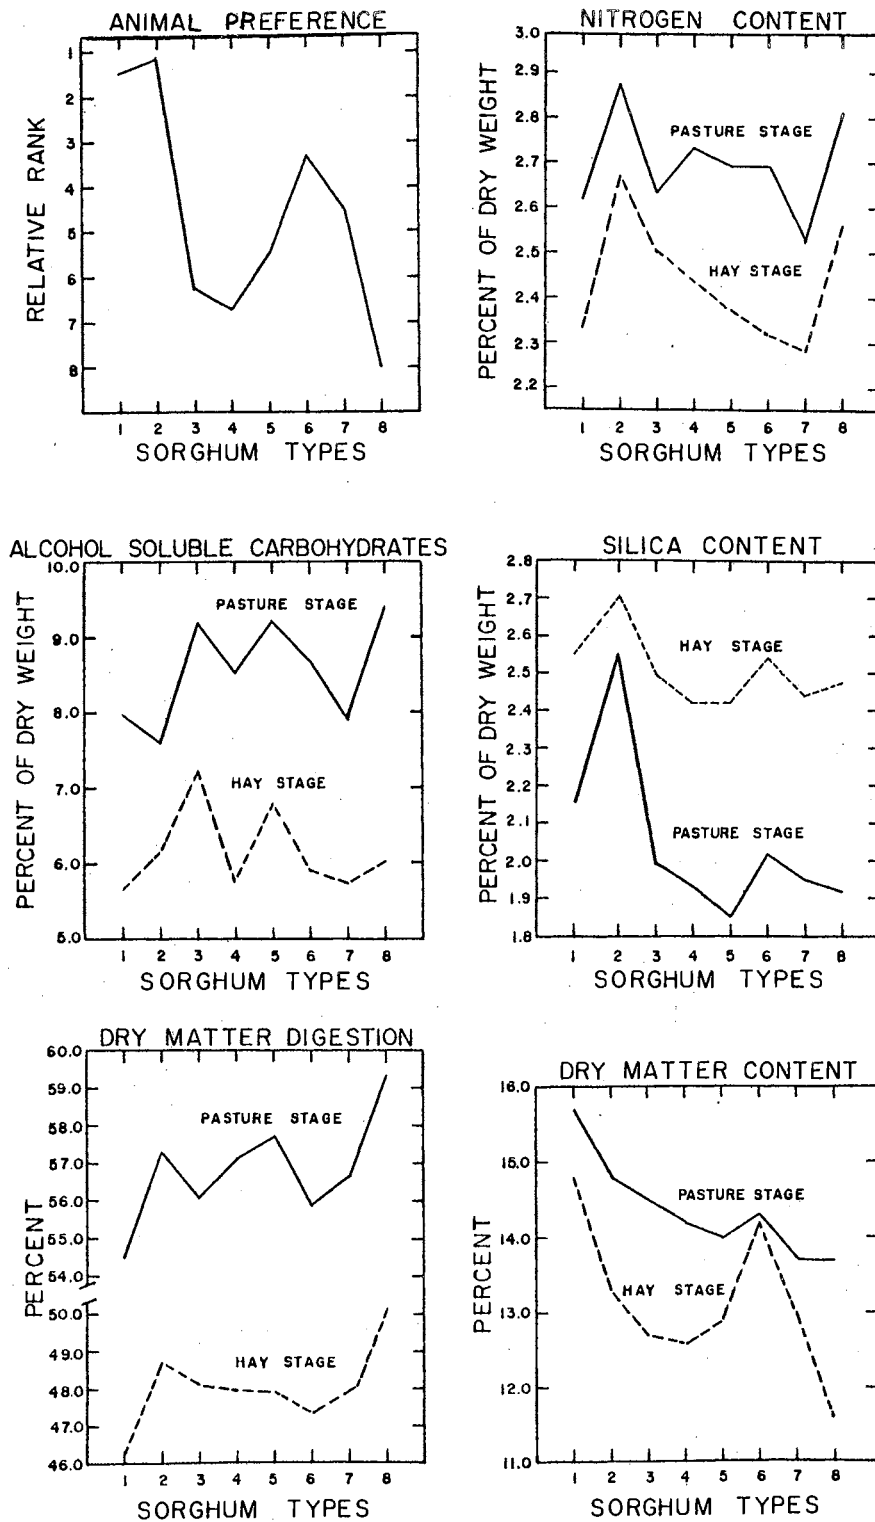 ANIMAL PREFERENCE
1
2
3
4
5
6
7
8
RELATIVE RANK
1 2 3 4 5 6 7 8
SORGHUM TYPES
NITROGEN CONTENT
3.0
2.9
2.8
2.7
2.6
2.5
2.4
2.3
2.2
PERCENT OF DRY WEIGHT
PASTURE STAGE
HAY STAGE
1 2 3 4 5 6 7 8
SORGHUM TYPES
ALCOHOL SOLUBLE CARBOHYDRATES
10.0
9.0
8.0
7.0
6.0
5.0
PERCENT OF DRY WEIGHT
PASTURE STAGE
HAY STAGE
1 2 3 4 5 6 7 8
SORGHUM TYPES
SILICA CONTENT
2.8
2.7
2.6
2.5
2.4
2.3
2.2
2.1
2.0
1.9
1.8
PERCENT OF DRY WEIGHT
HAY STAGE
PASTURE STAGE
1 2 3 4 5 6 7 8
SORGHUM TYPES
DRY MATTER DIGESTION
60.0
59.0
58.0
57.0
56.0
55.0
54.0
50.0
49.0
48.0
47.0
46.0
PERCENT
PASTURE STAGE
HAY STAGE
1 2 3 4 5 6 7 8
SORGHUM TYPES
DRY MATTER CONTENT
16.0
15.0
14.0
13.0
12.0
11.0
PERCENT
PASTURE STAGE
HAY STAGE
1 2 3 4 5 6 7 8
SORGHUM TYPES